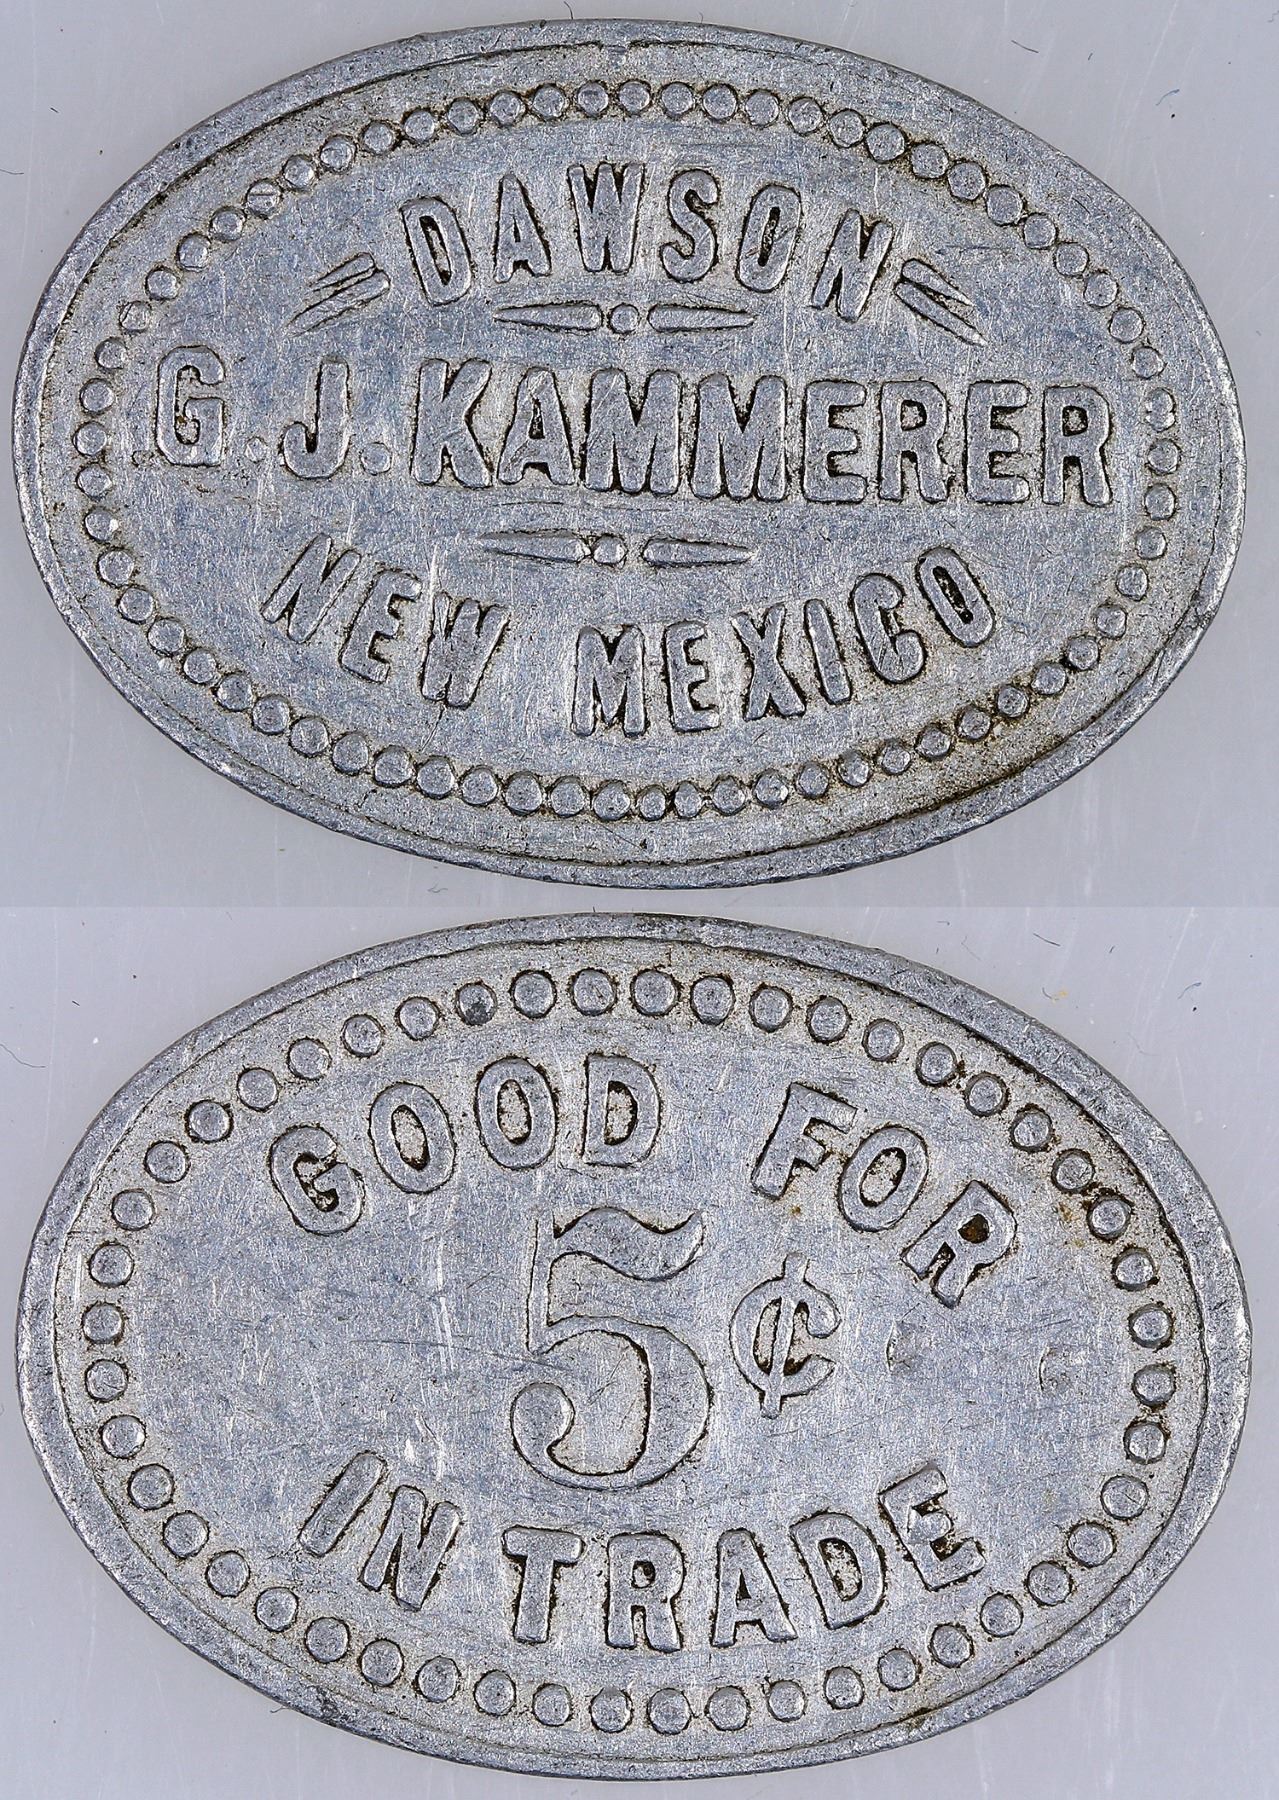 DAWSON
G.J. KAMMERER
NEW MEXICO
GOOD FOR
5¢
IN TRADE